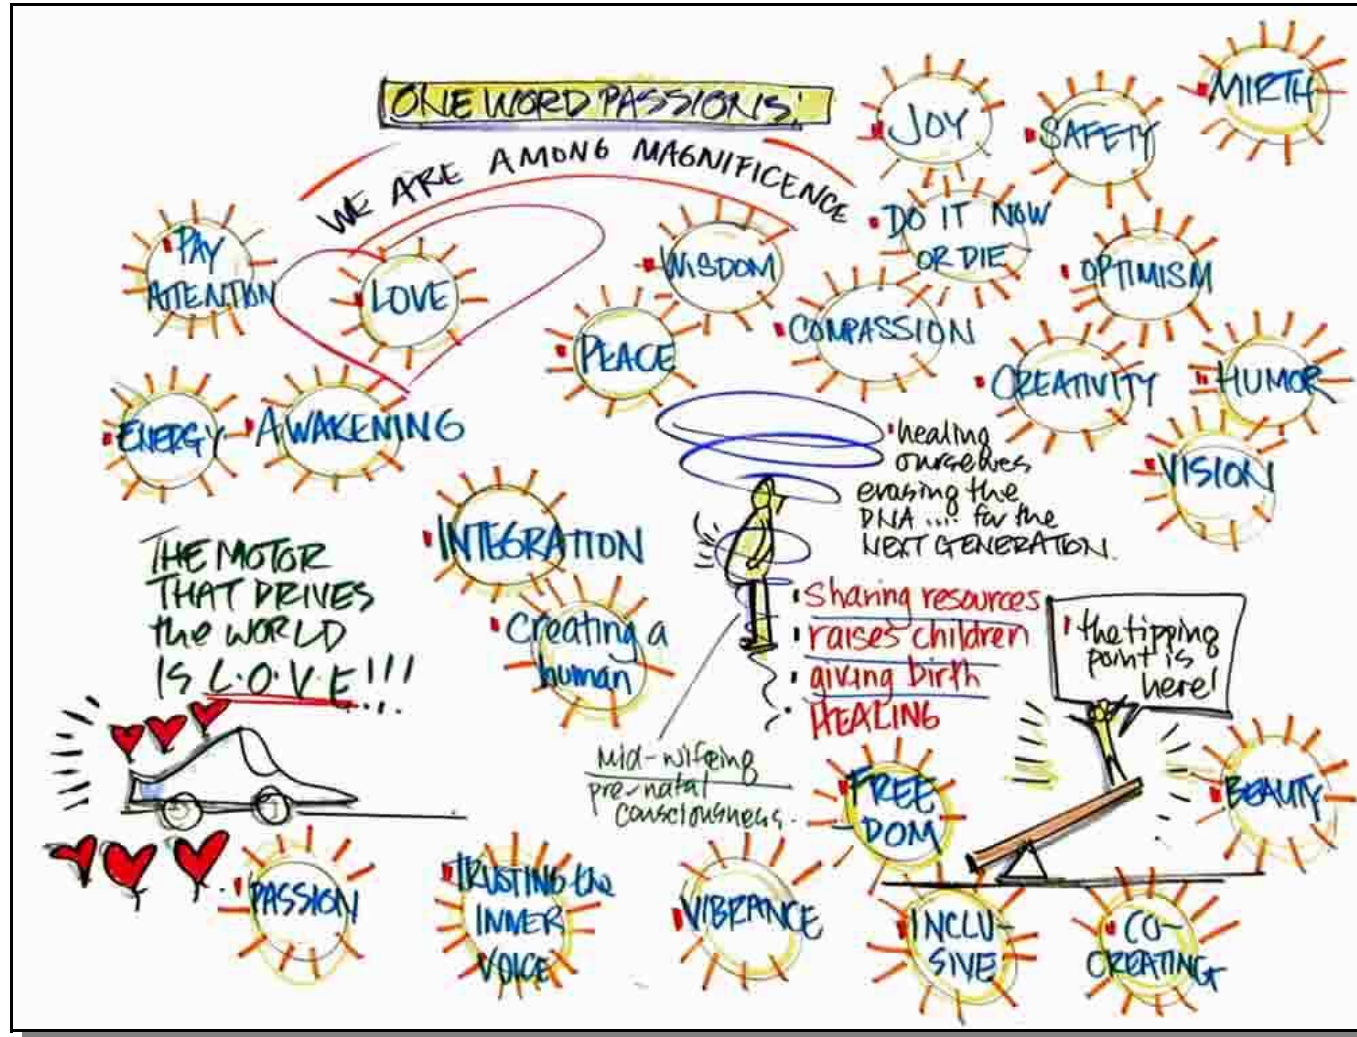 ONE WORD PASSIONS:
WE ARE AMONG MAGNIFICENCE
JOY
SAFETY
MIRTH
PAY
ATTENTION
LOVE
WISDOM
DO IT NOW
OR DIE
OPTIMISM
PEACE
COMPASSION
CREATIVITY
HUMOR
ENERGY
AWAKENING
VISION
healing
ourselves
erasing the
DNA .... for the
NEXT GENERATION.
INTEGRATION
Creating a
human
THE MOTOR
THAT DRIVES
the WORLD
IS L.O.V.E!!!
sharing resources
raises children
giving birth
HEALING
the tipping
point is
here!
Mid-wifeing
pre-natal
consciousness.
FREE
DOM
BEAUTY
PASSION
TRUSTING the
INNER
VOICE
VIBRANCE
INCLU-
SIVE
CO-
CREATING